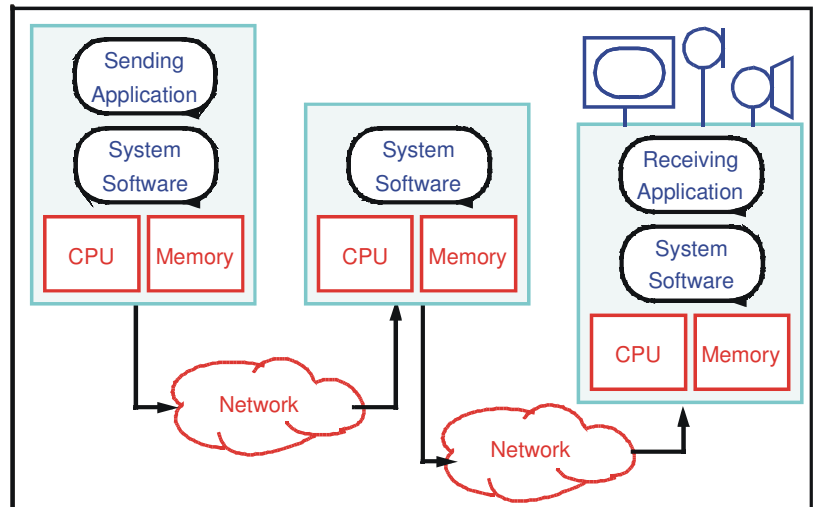 Sending
Application
System
Software
CPU
Memory
Network
System
Software
CPU
Memory
Network
Receiving
Application
System
Software
CPU
Memory